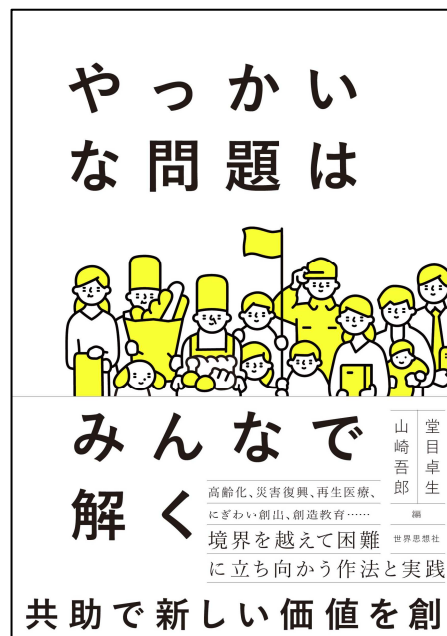 やっかい
な問題は
みんなで
解く
堂目卓生
山崎吾郎
編
世界思想社
高齢化、災害復興、再生医療、
にぎわい創出、創造教育……
境界を越えて困難
に立ち向かう作法と実践
共助で新しい価値を創